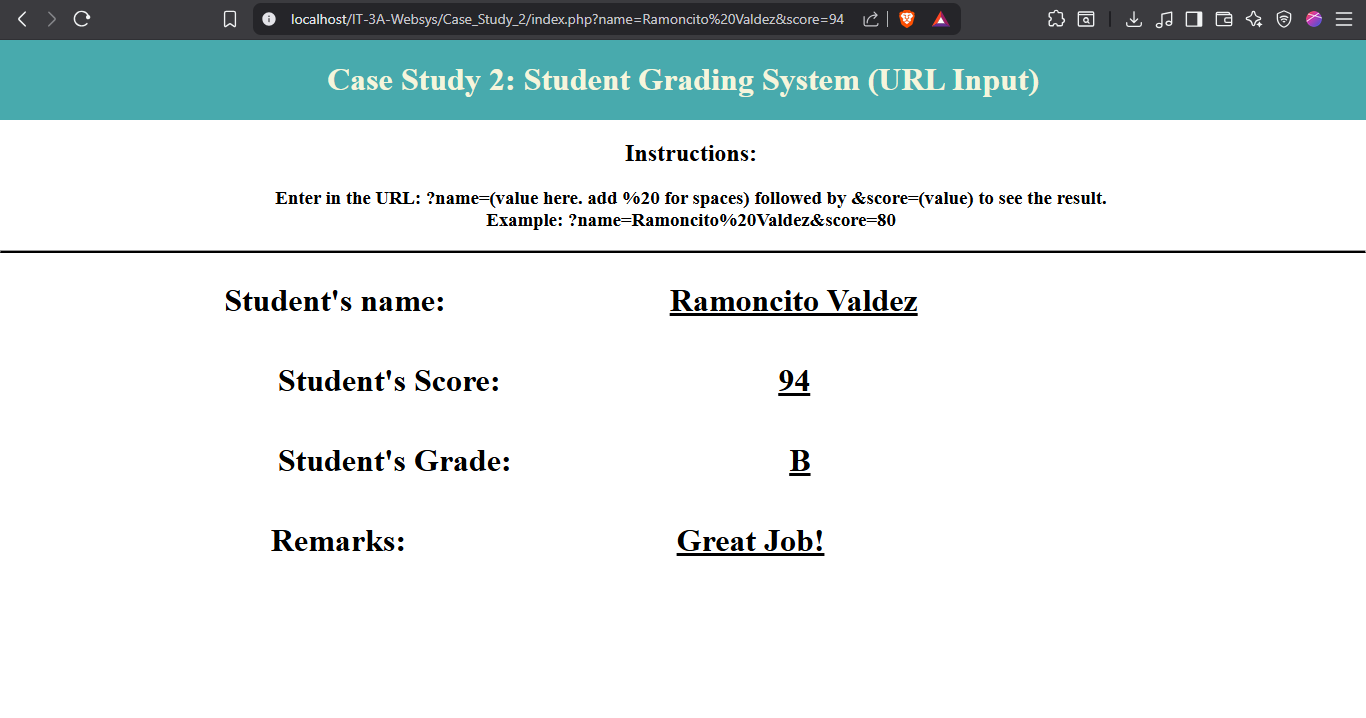 localhost/IT-3A-Websys/Case_Study_2/index.php?name=Ramoncito%20Valdez&score=94
Case Study 2: Student Grading System (URL Input)
Instructions:
Enter in the URL: ?name=(value here. add %20 for spaces) followed by &score=(value) to see the result.
Example: ?name=Ramoncito%20Valdez&score=80
Student's name: Ramoncito Valdez
Student's Score: 94
Student's Grade: B
Remarks: Great Job!